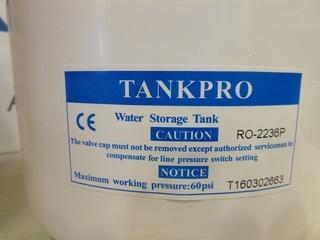 TANKPRO
CE Water Storage Tank
CAUTION RO-2236P
The valve cap must not be removed except authorized serviceman to
compensate for line pressure switch setting
NOTICE
Maximum working pressure:60psi T160302663